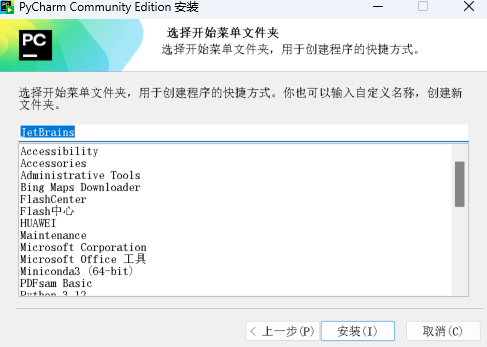 PyCharm Community Edition 安装
PC
选择开始菜单文件夹
选择开始菜单文件夹，用于创建程序的快捷方式。
选择开始菜单文件夹，用于创建程序的快捷方式。你也可以输入自定义名称，创建新
文件夹。
JetBrains
Accessibility
Accessories
Administrative Tools
Bing Maps Downloader
FlashCenter
Flash中心
HUAWEI
Maintenance
Microsoft Corporation
Microsoft Office 工具
Miniconda3 (64-bit)
PDFsam Basic
Python 3.12
< 上一步(P)
安装(I)
取消(C)